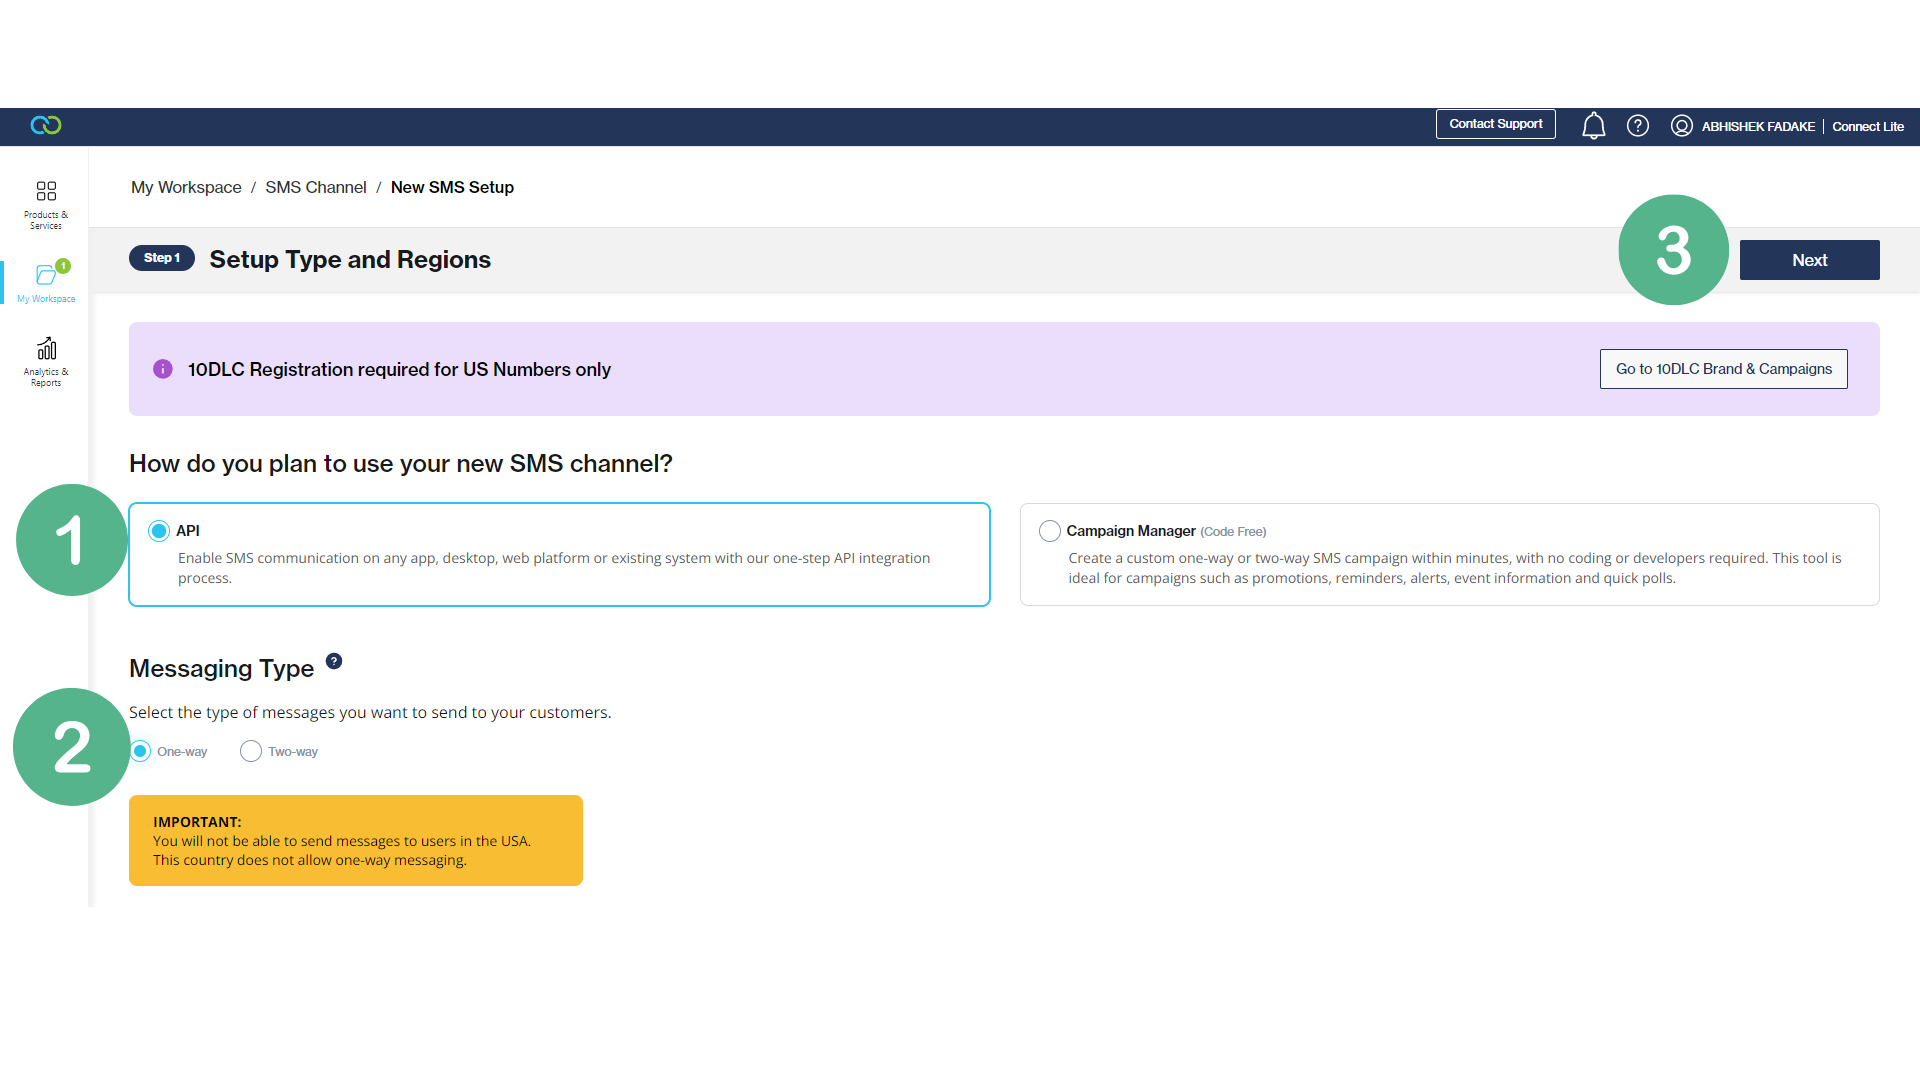 Contact Support
?
ABHISHEK FADAKE | Connect Lite
Products &
Services
1
My Workspace
Analytics &
Reports
My Workspace / SMS Channel / New SMS Setup
Step 1
Setup Type and Regions
3
Next
i
10DLC Registration required for US Numbers only
Go to 10DLC Brand & Campaigns
How do you plan to use your new SMS channel?
1
API
Enable SMS communication on any app, desktop, web platform or existing system with our one-step API integration
process.
Campaign Manager (Code Free)
Create a custom one-way or two-way SMS campaign within minutes, with no coding or developers required. This tool is
ideal for campaigns such as promotions, reminders, alerts, event information and quick polls.
Messaging Type ?
2
Select the type of messages you want to send to your customers.
One-way
Two-way
IMPORTANT:
You will not be able to send messages to users in the USA.
This country does not allow one-way messaging.